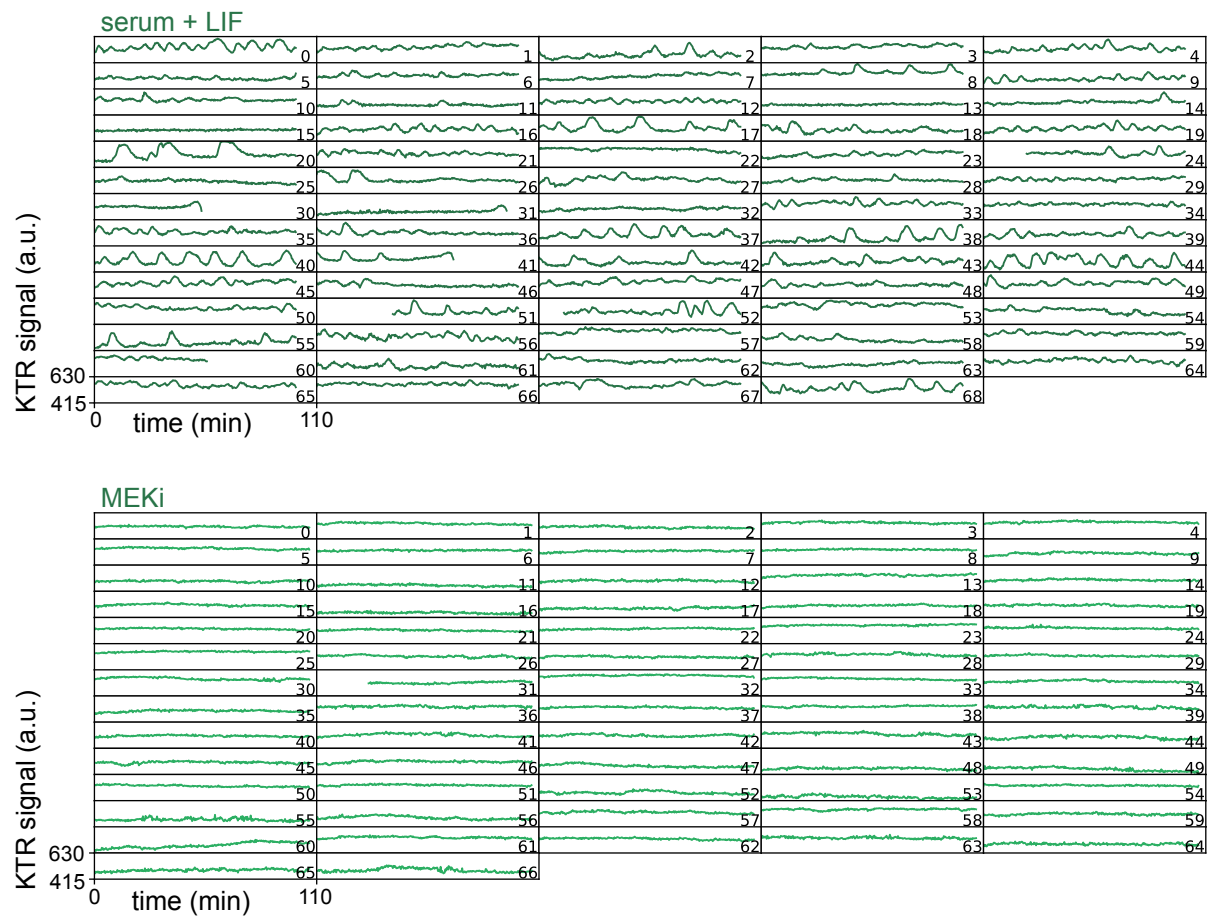 serum + LIF
0 1 2 3 4
5 6 7 8 9
10 11 12 13 14
15 16 17 18 19
20 21 22 23 24
25 26 27 28 29
30 31 32 33 34
35 36 37 38 39
40 41 42 43 44
45 46 47 48 49
50 51 52 53 54
55 56 57 58 59
60 61 62 63 64
65 66 67 68
KTR signal (a.u.)
630
415
0 110
time (min)
MEKi
0 1 2 3 4
5 6 7 8 9
10 11 12 13 14
15 16 17 18 19
20 21 22 23 24
25 26 27 28 29
30 31 32 33 34
35 36 37 38 39
40 41 42 43 44
45 46 47 48 49
50 51 52 53 54
55 56 57 58 59
60 61 62 63 64
65 66
KTR signal (a.u.)
630
415
0 110
time (min)